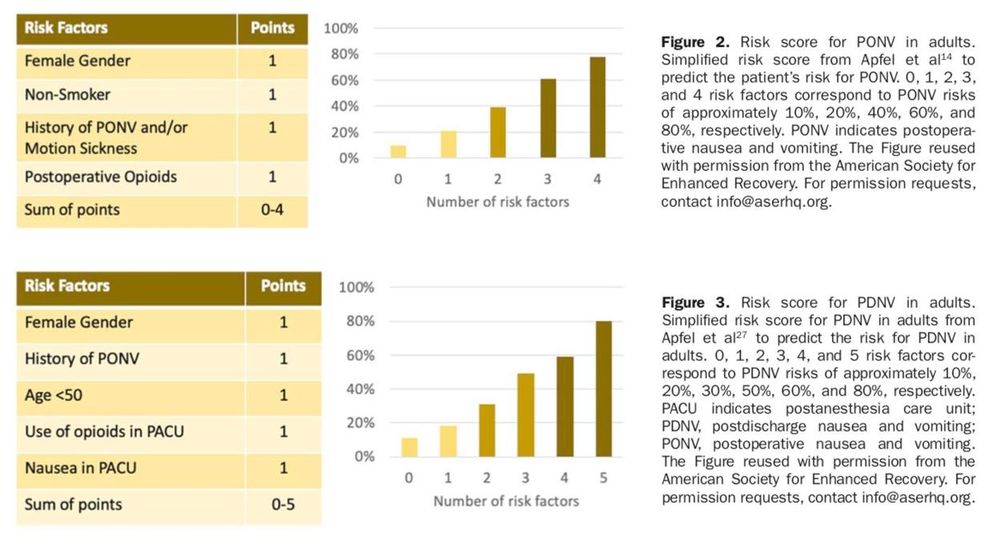 Risk Factors Points
Female Gender 1
Non-Smoker 1
History of PONV and/or 1
Motion Sickness
Postoperative Opioids 1
Sum of points 0-4
100%
80%
60%
40%
20%
0%
0 1 2 3 4
Number of risk factors
Figure 2. Risk score for PONV in adults.
Simplified risk score from Apfel et al14 to
predict the patient's risk for PONV. 0, 1, 2, 3,
and 4 risk factors correspond to PONV risks
of approximately 10%, 20%, 40%, 60%, and
80%, respectively. PONV indicates postopera-
tive nausea and vomiting. The Figure reused
with permission from the American Society for
Enhanced Recovery. For permission requests,
contact info@aserhq.org.
Risk Factors Points
Female Gender 1
History of PONV 1
Age <50 1
Use of opioids in PACU 1
Nausea in PACU 1
Sum of points 0-5
100%
80%
60%
40%
20%
0%
0 1 2 3 4 5
Number of risk factors
Figure 3. Risk score for PDNV in adults.
Simplified risk score for PDNV in adults from
Apfel et al27 to predict the risk for PDNV in
adults. 0, 1, 2, 3, 4, and 5 risk factors cor-
respond to PDNV risks of approximately 10%,
20%, 30%, 50%, 60%, and 80%, respectively.
PACU indicates postanesthesia care unit;
PDNV, postdischarge nausea and vomiting;
PONV, postoperative nausea and vomiting.
The Figure reused with permission from the
American Society for Enhanced Recovery. For
permission requests, contact info@aserhq.org.